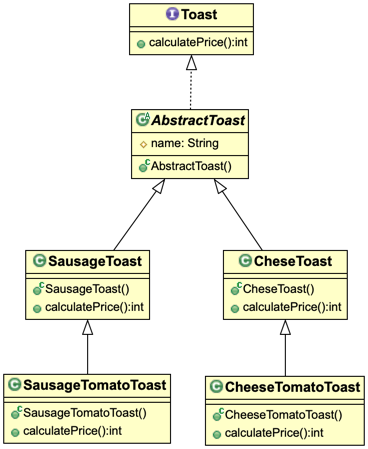 Toast
calculatePrice():int
AbstractToast
name: String
AbstractToast()
SausageToast
SausageToast()
calculatePrice():int
CheseToast
CheseToast()
calculatePrice():int
SausageTomatoToast
SausageTomatoToast()
calculatePrice():int
CheeseTomatoToast
CheeseTomatoToast()
calculatePrice():int